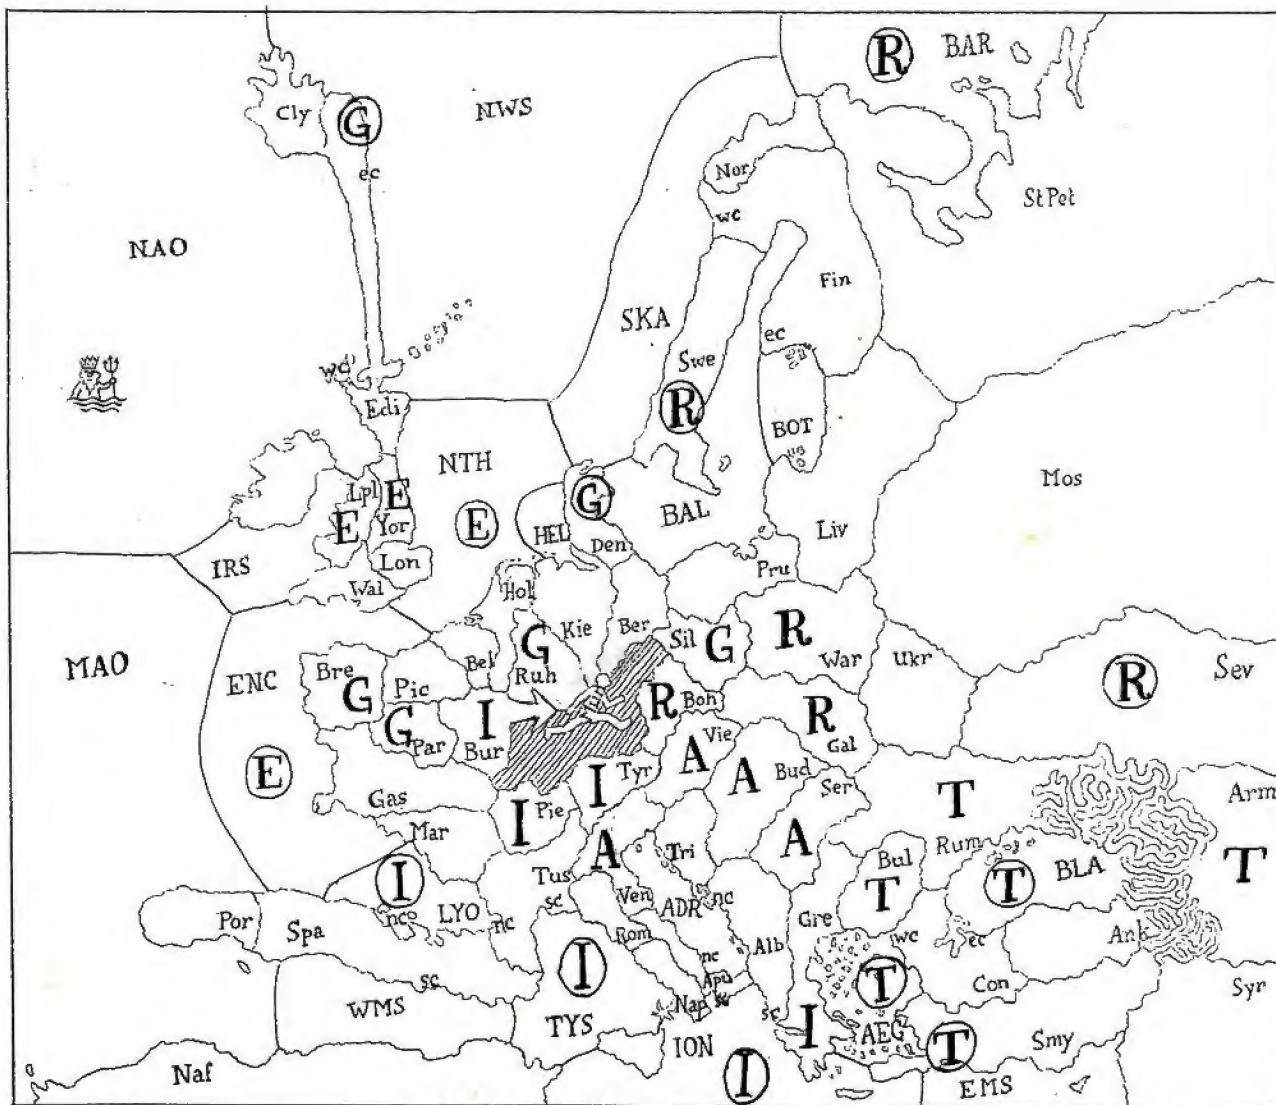 R BAR
Cly G NWS
ec
Nor
StPet
wc
NAO
Fin
SKA
ec
wc
Swe
R
Edi
BOT
NTH
Mos
Lpl E
G
E Yor
E
BAL
HEL
Den
Liv
IRS
Lon
Wal
Pru
Hol
MAO
G
Kie
Ber
Sil G
R
War
Ukr
Bre
ENC
Bel
Ruh
R
Sev
G Pic
I
R Boh
R
G Par
Bur
Gal
E
I Tyr
A Vie
A Bud
Ser
T
Arm
Gas
I Pie
Mar
A
Tri
A
Bul
Rum
T
I
Tus
T
T
BLA
Por
Spa
nc
LYO
nc
sc
Ven
ADR
nc
Gre
wc
ec
Ank
Rom
Alb
I
nc
T
sc
Apu
Con
Syr
WMS
TYS
Nap
sc
sc
I
AEG
T
Smy
Naf
ION
I
EMS